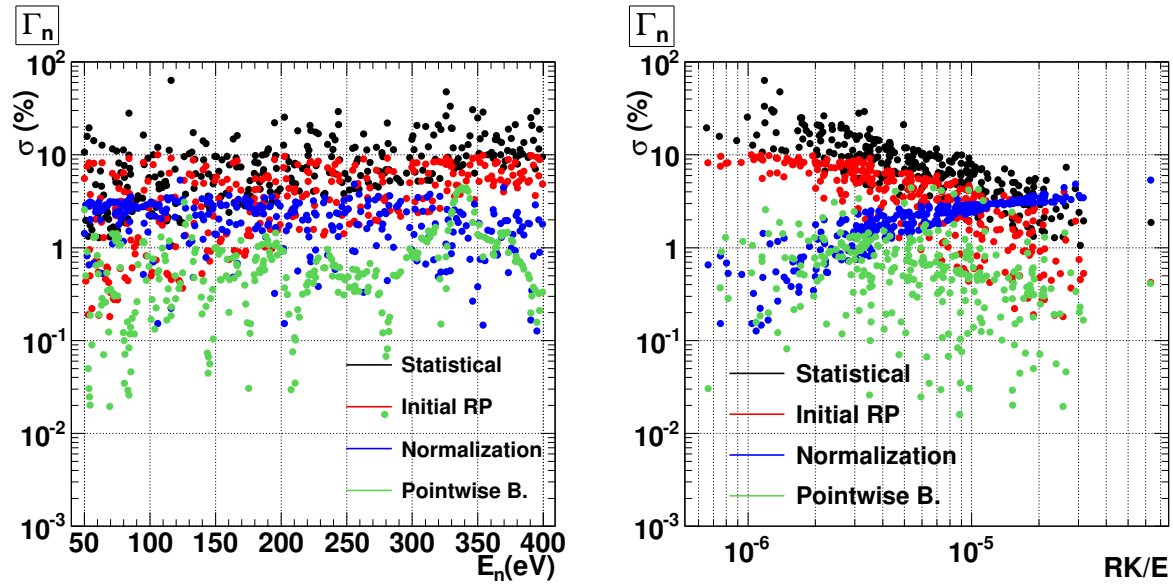 Γn
σ (%)
10^2
10
1
10^-1
10^-2
10^-3
Statistical
Initial RP
Normalization
Pointwise B.
50 100 150 200 250 300 350 400
E_n(eV)
Γn
σ (%)
10^2
10
1
10^-1
10^-2
10^-3
Statistical
Initial RP
Normalization
Pointwise B.
10^-6 10^-5
RK/E